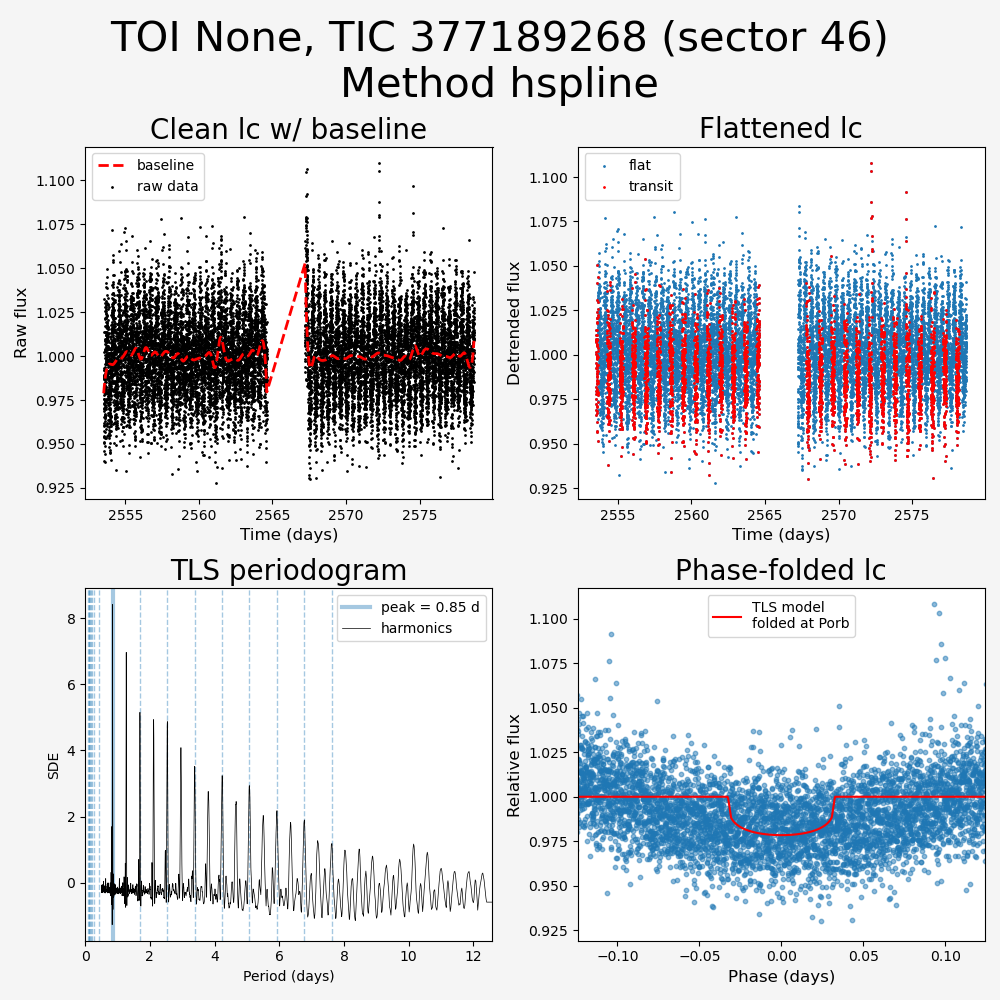 TOI None, TIC 377189268 (sector 46)
Method hspline
Clean lc w/ baseline
baseline
raw data
Raw flux
1.100
1.075
1.050
1.025
1.000
0.975
0.950
0.925
2555
2560
2565
2570
2575
Time (days)
Flattened lc
flat
transit
Detrended flux
1.100
1.075
1.050
1.025
1.000
0.975
0.950
0.925
2555
2560
2565
2570
2575
Time (days)
TLS periodogram
peak = 0.85 d
harmonics
SDE
8
6
4
2
0
0
2
4
6
8
10
12
Period (days)
Phase-folded lc
TLS model
folded at Porb
Relative flux
1.100
1.075
1.050
1.025
1.000
0.975
0.950
0.925
−0.10
−0.05
0.00
0.05
0.10
Phase (days)